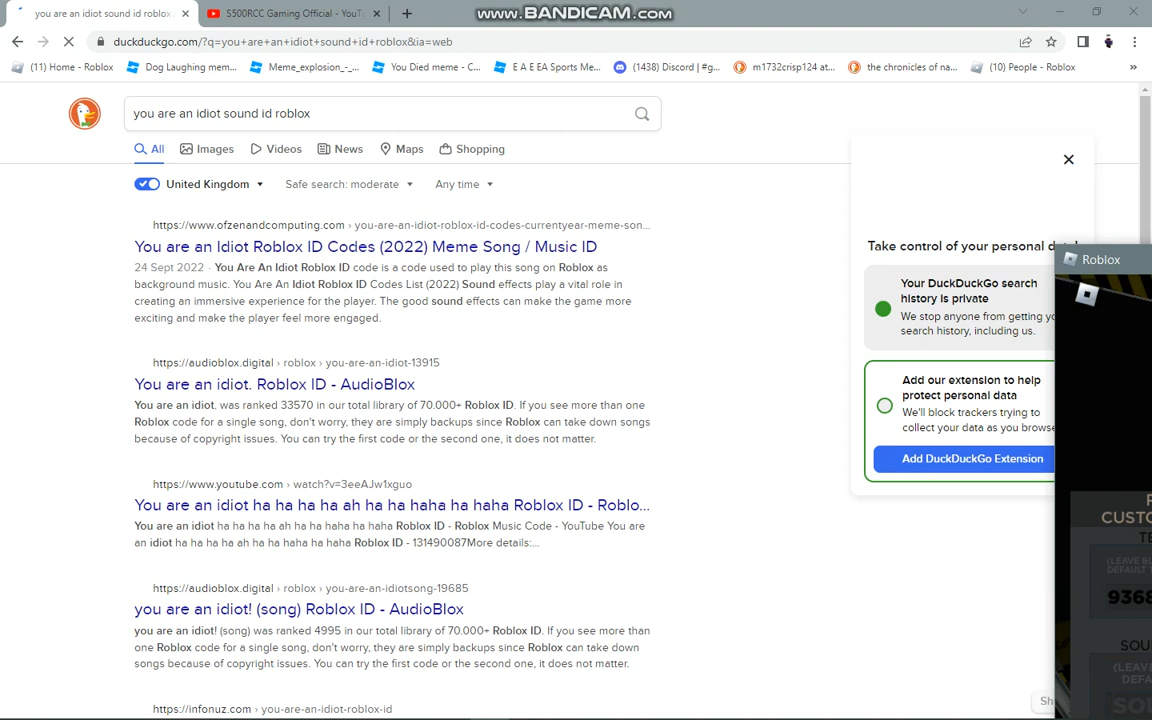 you are an idiot sound id roblox
S500RCC Gaming Official - YouTu
www.BANDICAM.com
duckduckgo.com/?q=you+are+an+idiot+sound+id+roblox&ia=web
(11) Home - Roblox
Dog Laughing mem...
Meme_explosion_-_...
You Died meme - C...
E A E EA Sports Me...
(1438) Discord | #g...
m1732crisp124 at...
the chronicles of na...
(10) People - Roblox
»
you are an idiot sound id roblox
All
Images
Videos
News
Maps
Shopping
United Kingdom
Safe search: moderate
Any time
https://www.ofzenandcomputing.com › you-are-an-idiot-roblox-id-codes-currentyear-meme-son...
You are an Idiot Roblox ID Codes (2022) Meme Song / Music ID
24 Sept 2022 · You Are An Idiot Roblox ID code is a code used to play this song on Roblox as
background music. You Are An Idiot Roblox ID Codes List (2022) Sound effects play a vital role in
creating an immersive experience for the player. The good sound effects can make the game more
exciting and make the player feel more engaged.
https://audioblox.digital › roblox › you-are-an-idiot-13915
You are an idiot. Roblox ID - AudioBlox
You are an idiot. was ranked 33570 in our total library of 70.000+ Roblox ID. If you see more than one
Roblox code for a single song, don't worry, they are simply backups since Roblox can take down songs
because of copyright issues. You can try the first code or the second one, it does not matter.
https://www.youtube.com › watch?v=3eeAJw1xguo
You are an idiot ha ha ha ha ah ha ha haha ha haha Roblox ID - Roblo...
You are an idiot ha ha ha ha ah ha ha haha ha haha Roblox ID - Roblox Music Code - YouTube You are
an idiot ha ha ha ha ah ha ha haha ha haha Roblox ID - 131490087More details:...
https://audioblox.digital › roblox › you-are-an-idiotsong-19685
you are an idiot! (song) Roblox ID - AudioBlox
you are an idiot! (song) was ranked 4995 in our total library of 70.000+ Roblox ID. If you see more than
one Roblox code for a single song, don't worry, they are simply backups since Roblox can take down
songs because of copyright issues. You can try the first code or the second one, it does not matter.
https://infonuz.com › you-are-an-idiot-roblox-id
Take control of your personal
Your DuckDuckGo search
history is private
We stop anyone from getting yo
search history, including us.
Add our extension to help
protect personal data
We'll block trackers trying to
collect your data as you browse
Add DuckDuckGo Extension
Roblox
CUSTO
TE
(LEAVE
DEFAULT
9368
SOU
(LEAV
DEFA
SO
Sh